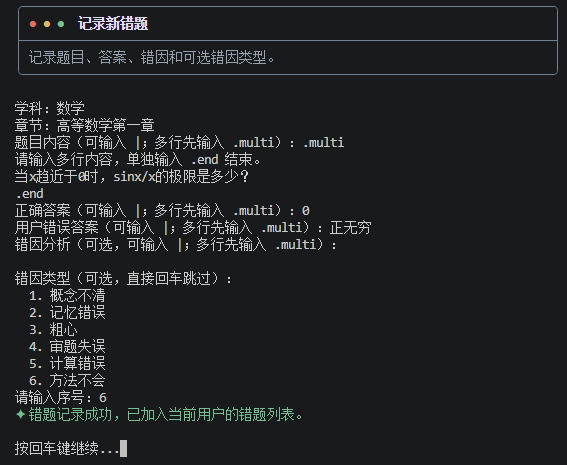 记录新错题
记录题目、答案、错因和可选错因类型。
学科：数学
章节：高等数学第一章
题目内容（可输入 |；多行先输入 .multi）：.multi
请输入多行内容，单独输入 .end 结束。
当x趋近于0时，sinx/x的极限是多少？
.end
正确答案（可输入 |；多行先输入 .multi）：0
用户错误答案（可输入 |；多行先输入 .multi）：正无穷
错因分析（可选，可输入 |；多行先输入 .multi）：
错因类型（可选，直接回车跳过）：
1. 概念不清
2. 记忆错误
3. 粗心
4. 审题失误
5. 计算错误
6. 方法不会
请输入序号：6
✦ 错题记录成功，已加入当前用户的错题列表。
按回车键继续...